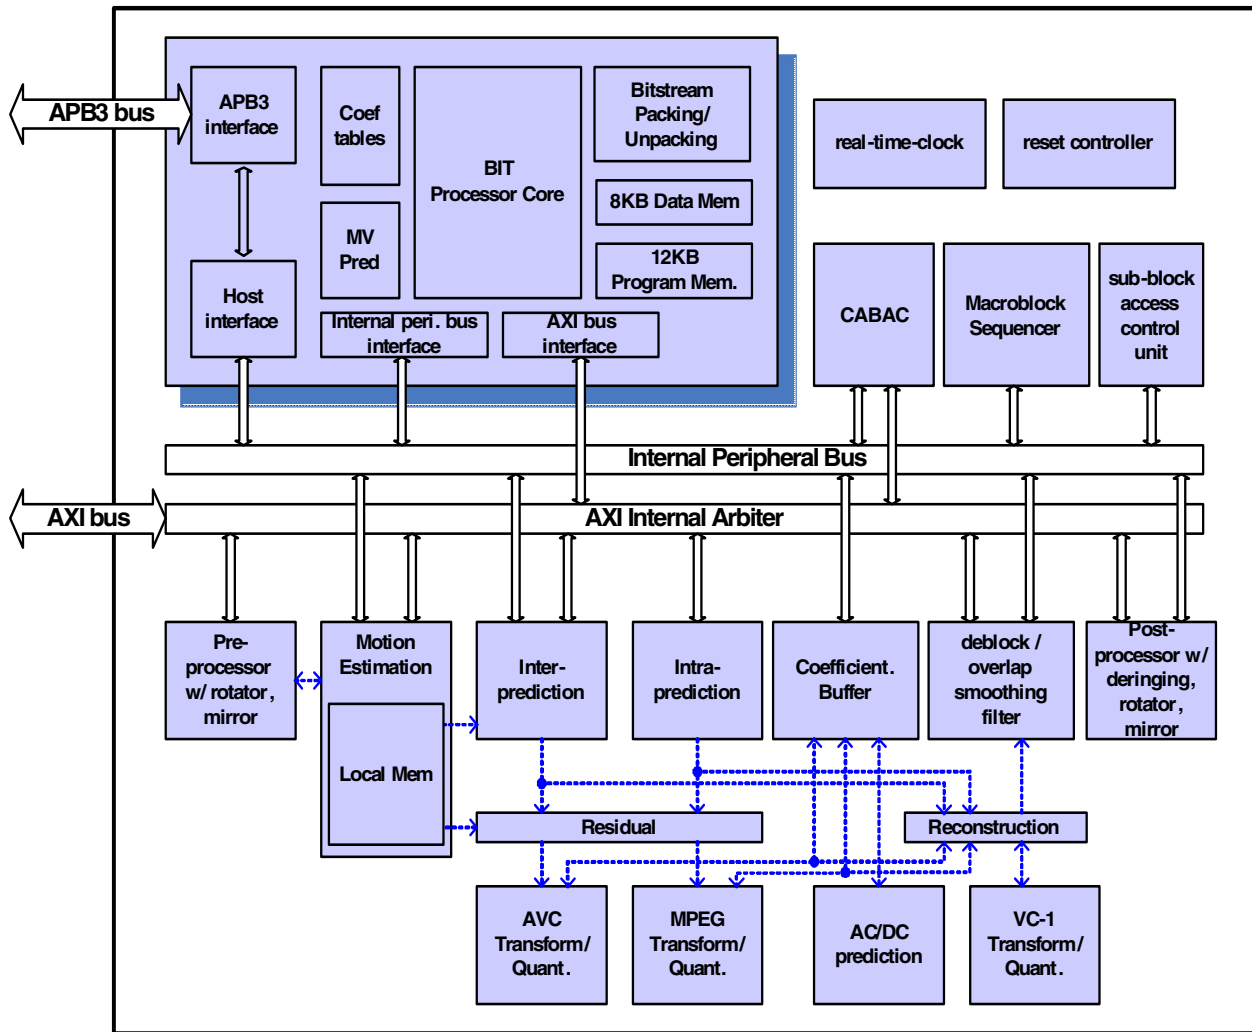 APB3 bus
APB3
interface
Coef
tables
BIT
Processor Core
Bitstream
Packing/
Unpacking
8KB Data Mem
12KB
Program Mem.
MV
Pred
Host
interface
Internal peri. bus
interface
AXI bus
interface
real-time-clock
reset controller
CABAC
Macroblock
Sequencer
sub-block
access
control
unit
Internal Peripheral Bus
AXI bus
AXI Internal Arbiter
Pre-
processor
w/ rotator,
mirror
Motion
Estimation
Local Mem
Inter-
prediction
Intra-
prediction
Coefficient.
Buffer
deblock /
overlap
smoothing
filter
Post-
processor w/
deringing,
rotator,
mirror
Residual
Reconstruction
AVC
Transform/
Quant.
MPEG
Transform/
Quant.
AC/DC
prediction
VC-1
Transform/
Quant.